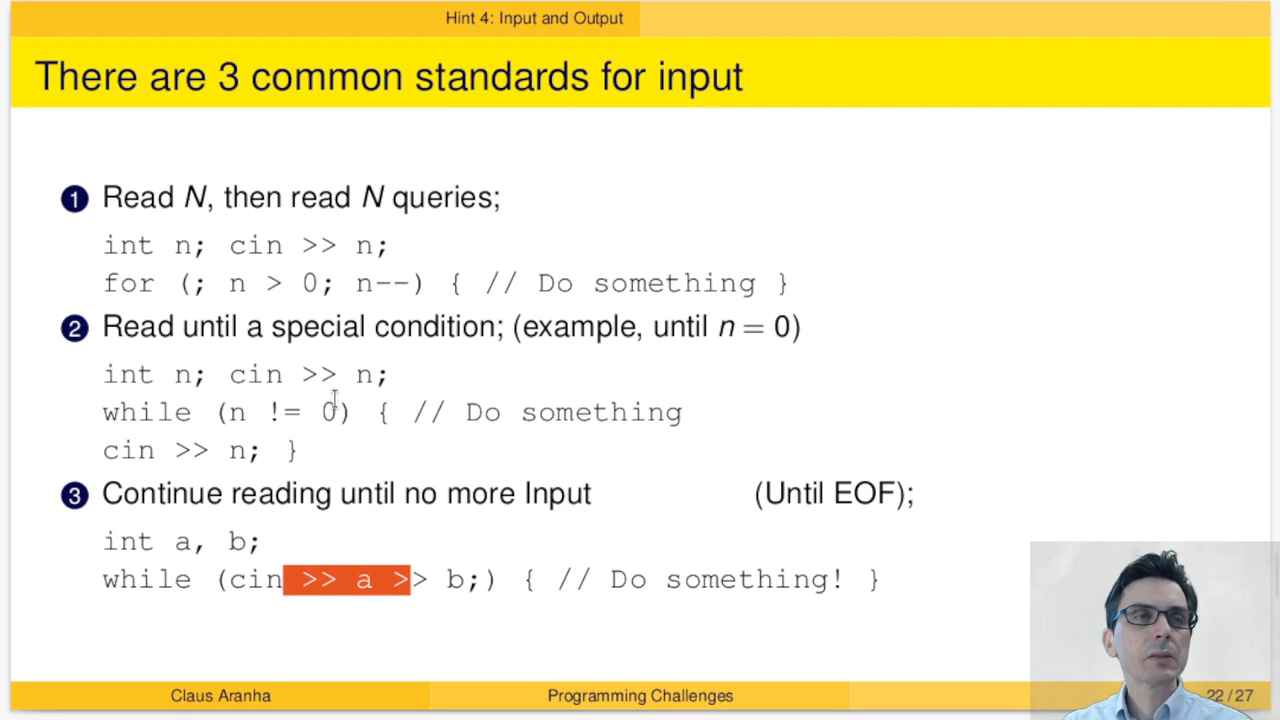 Hint 4: Input and Output
There are 3 common standards for input
1 Read N, then read N queries;
int n; cin >> n;
for (; n > 0; n--) { // Do something }
2 Read until a special condition; (example, until n = 0)
int n; cin >> n;
while (n != 0) { // Do something
cin >> n; }
3 Continue reading until no more Input (Until EOF);
int a, b;
while (cin >> a >> b;) { // Do something! }
Claus Aranha Programming Challenges 22 / 27